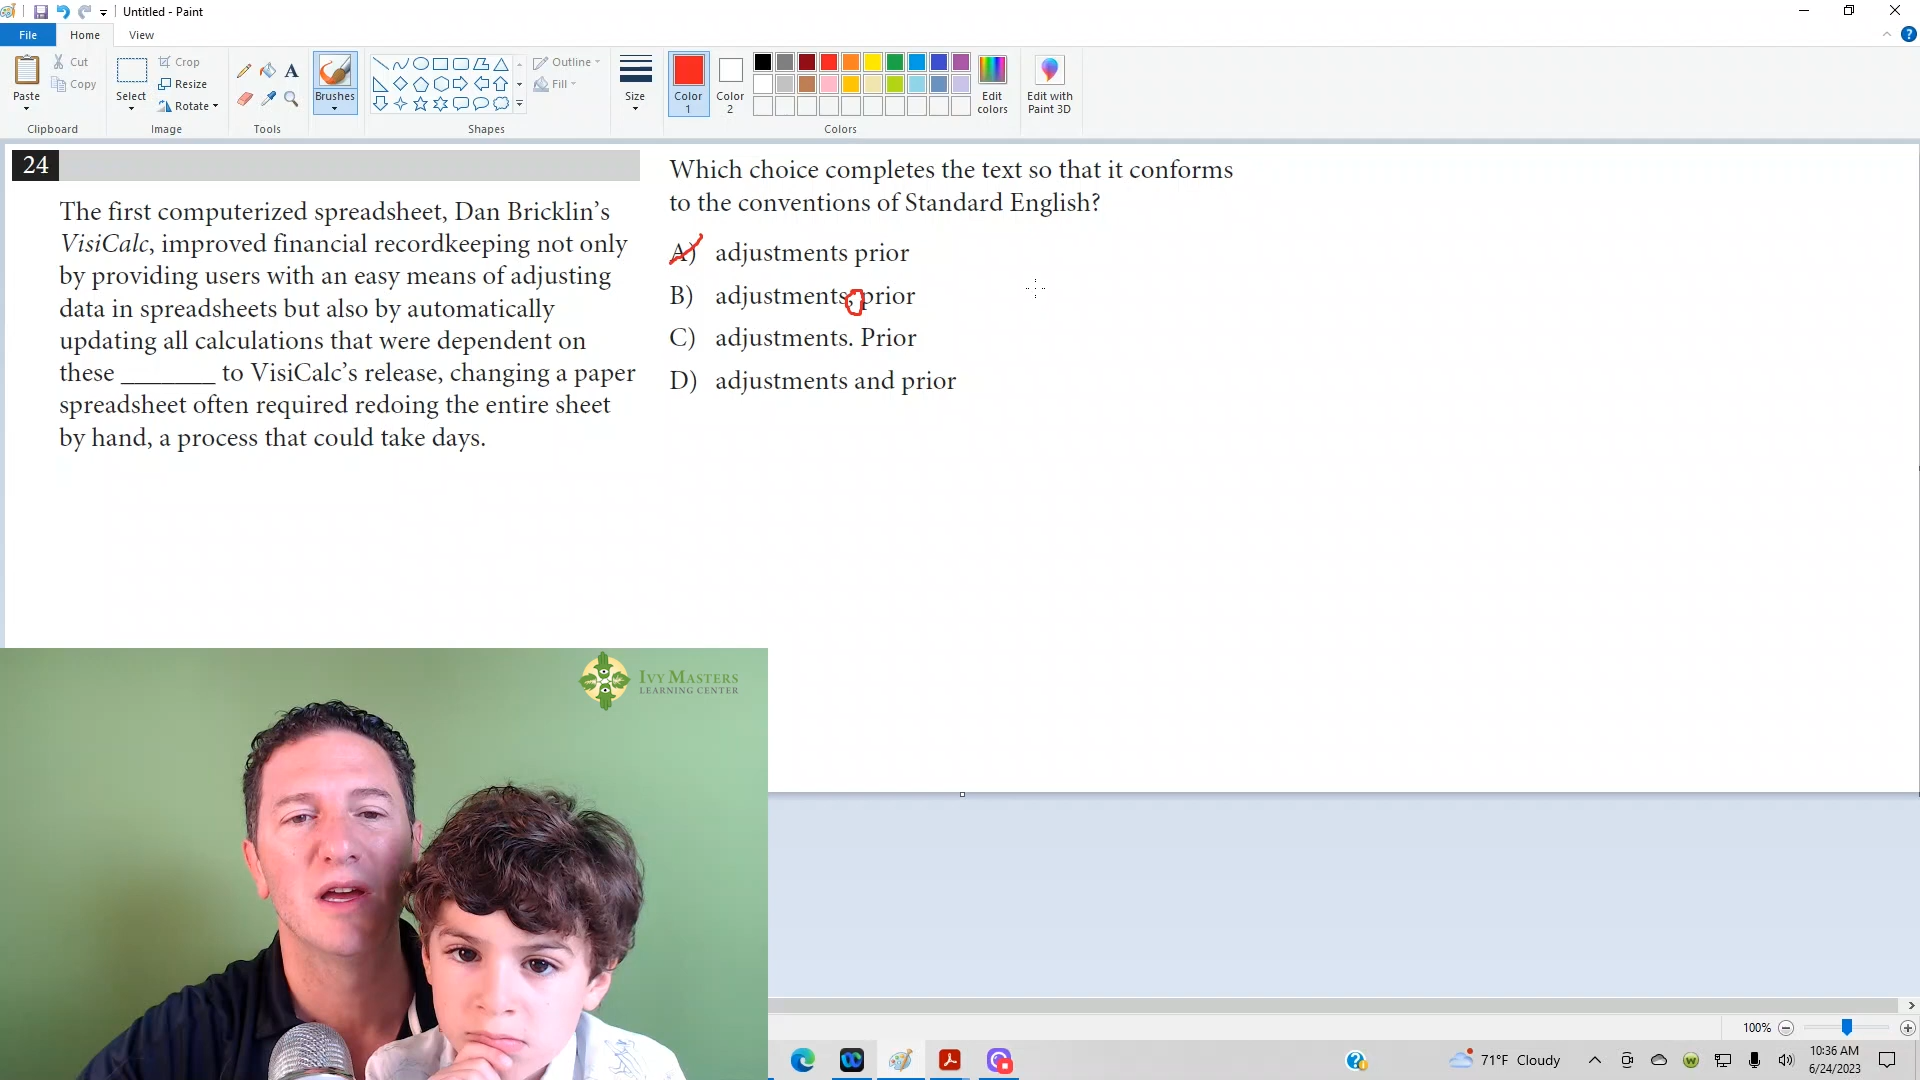 Untitled - Paint
File
Home
View
Paste
Cut
Copy
Clipboard
Select
Crop
Resize
Rotate
Image
Tools
Brushes
Shapes
Outline
Fill
Size
Color 1
Color 2
Colors
Edit colors
Edit with Paint 3D
24
The first computerized spreadsheet, Dan Bricklin’s
VisiCalc, improved financial recordkeeping not only
by providing users with an easy means of adjusting
data in spreadsheets but also by automatically
updating all calculations that were dependent on
these _______ to VisiCalc’s release, changing a paper
spreadsheet often required redoing the entire sheet
by hand, a process that could take days.
Which choice completes the text so that it conforms
to the conventions of Standard English?
A) adjustments prior
B) adjustments, prior
C) adjustments. Prior
D) adjustments and prior
IVY MASTERS
LEARNING CENTER
100%
71°F Cloudy
10:36 AM
6/24/2023